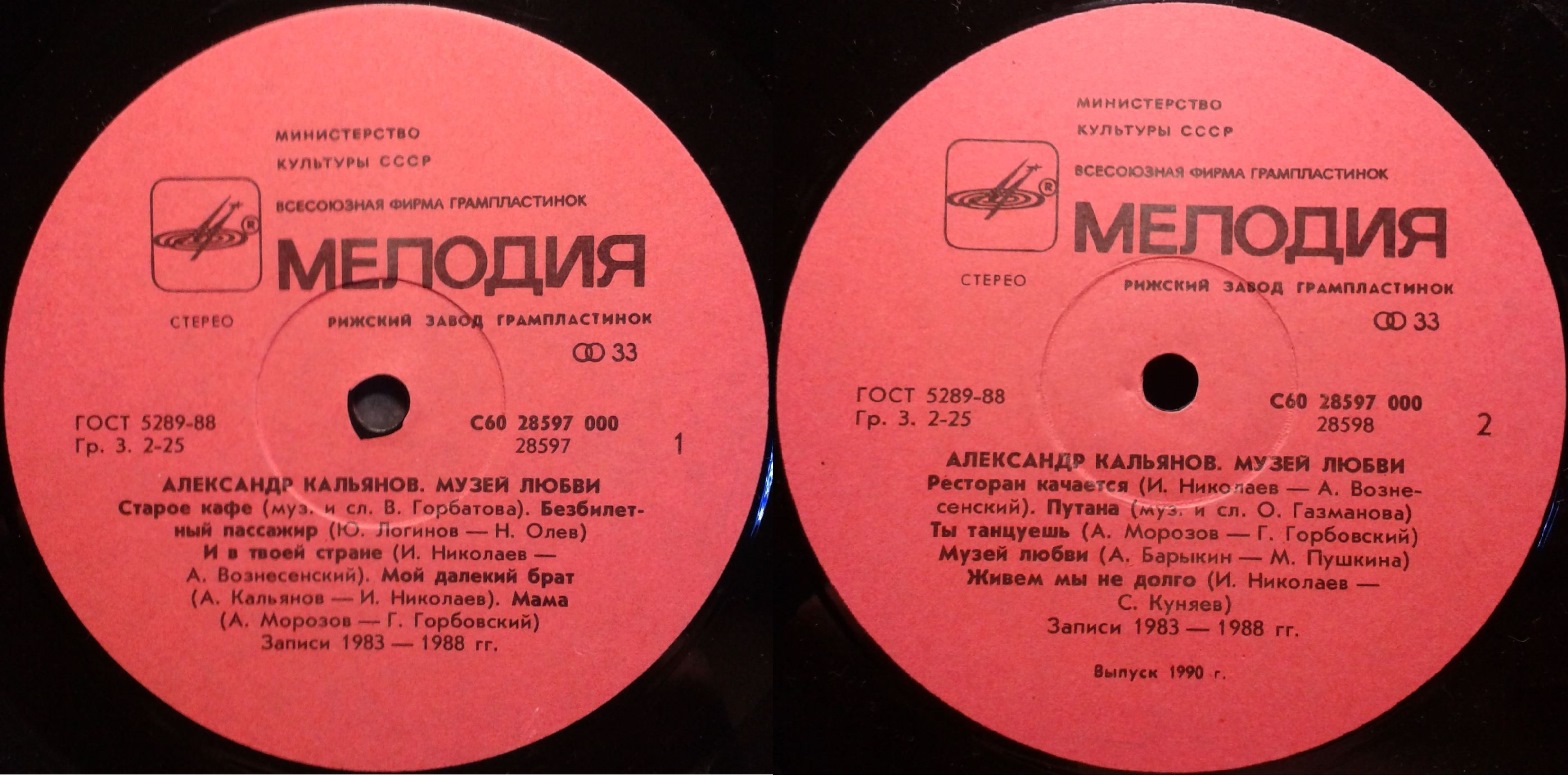 МИНИСТЕРСТВО
КУЛЬТУРЫ СССР
ВСЕСОЮЗНАЯ ФИРМА ГРАМПЛАСТИНОК
®
МЕЛОДИЯ
СТЕРЕО
РИЖСКИЙ ЗАВОД ГРАМПЛАСТИНОК
33
ГОСТ 5289-88
Гр. 3. 2-25
С60 28597 000
28597
1
АЛЕКСАНДР КАЛЬЯНОВ. МУЗЕЙ ЛЮБВИ
Старое кафе (муз. и сл. В. Горбатова). Безбилет-
ный пассажир (Ю. Логинов — Н. Олев)
И в твоей стране (И. Николаев —
А. Вознесенский). Мой далекий брат
(А. Кальянов — И. Николаев). Мама
(А. Морозов — Г. Горбовский)
Записи 1983 — 1988 гг.
МИНИСТЕРСТВО
КУЛЬТУРЫ СССР
ВСЕСОЮЗНАЯ ФИРМА ГРАМПЛАСТИНОК
®
МЕЛОДИЯ
СТЕРЕО
РИЖСКИЙ ЗАВОД ГРАМПЛАСТИНОК
33
ГОСТ 5289-88
Гр. 3. 2-25
С60 28597 000
28598
2
АЛЕКСАНДР КАЛЬЯНОВ. МУЗЕЙ ЛЮБВИ
Ресторан качается (И. Николаев — А. Возне-
сенский). Путана (муз. и сл. О. Газманова)
Ты танцуешь (А. Морозов — Г. Горбовский)
Музей любви (А. Барыкин — М. Пушкина)
Живем мы не долго (И. Николаев —
С. Куняев)
Записи 1983 — 1988 гг.
Выпуск 1990 г.